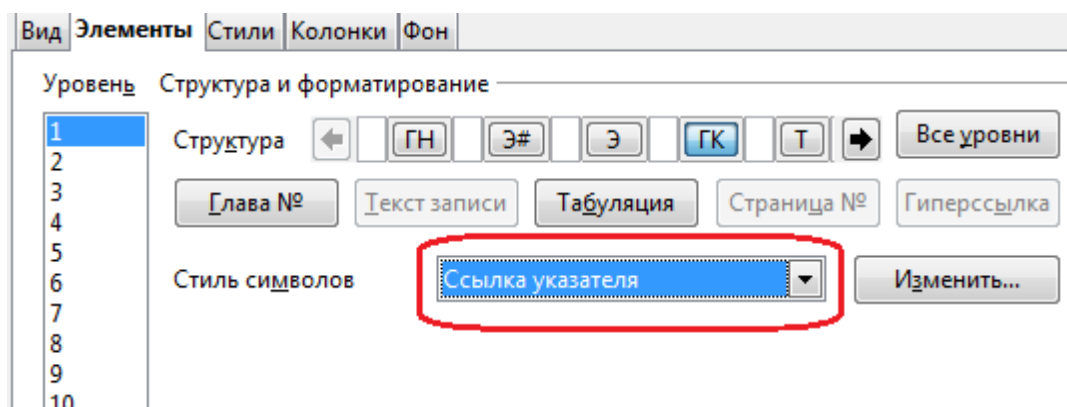 Вид Элементы Стили Колонки Фон
Уровень Структура и форматирование
1
Структура ГН Э# Э ГК Т Все уровни
2
3
Глава № Текст записи Табуляция Страница № Гиперссылка
4
5
Стиль символов Ссылка указателя Изменить...
6
7
8
9
10